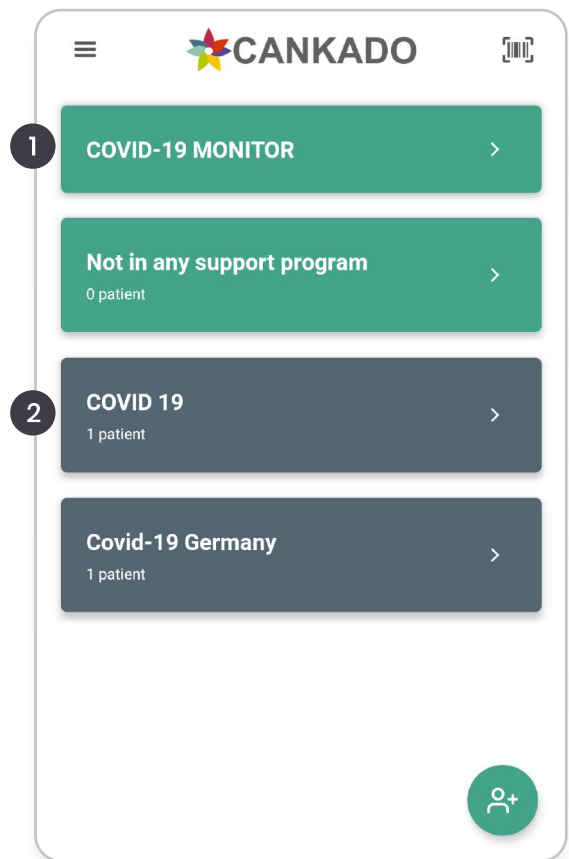 CANKADO
1
COVID-19 MONITOR
Not in any support program
0 patient
2
COVID 19
1 patient
Covid-19 Germany
1 patient